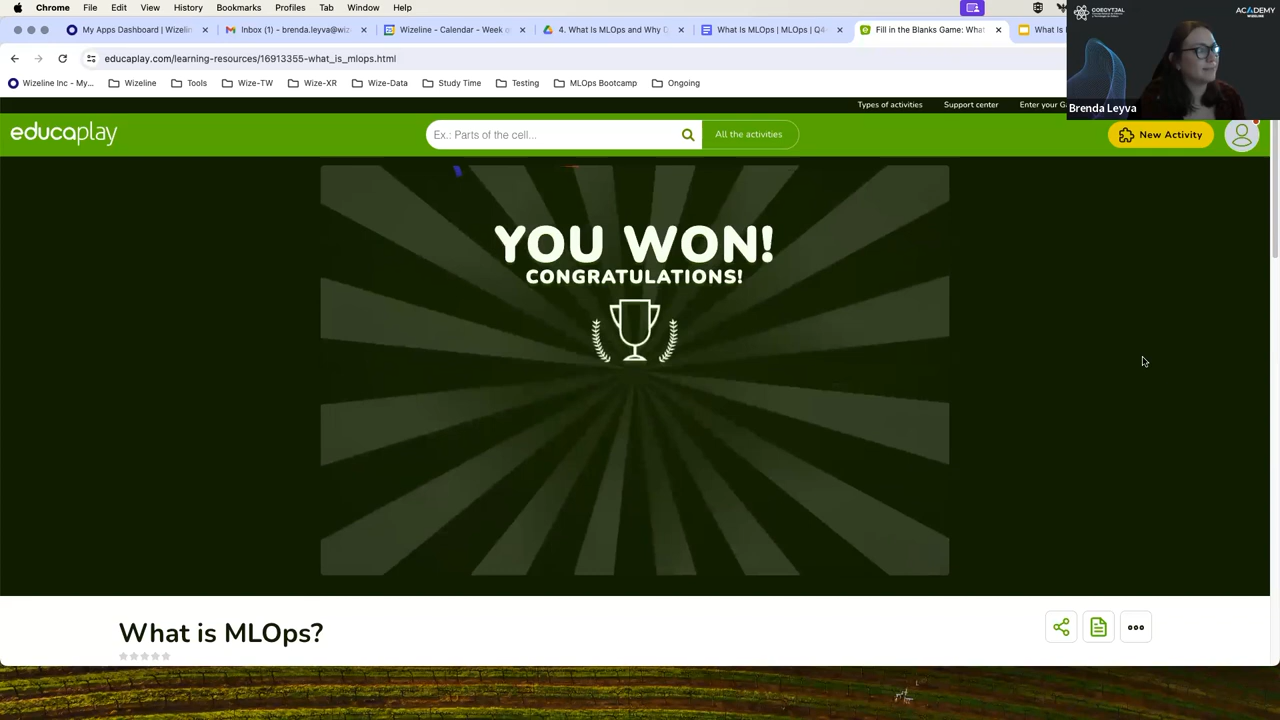 Chrome File Edit View History Bookmarks Profiles Tab Window Help
My Apps Dashboard | Wizelin
Inbox (1) - brenda.leyva@wiz
Wizeline - Calendar - Week o
4. What Is MLOps and Why
What Is MLOps | MLOps | Q4
Fill in the Blanks Game: What
What Is
educaplay.com/learning-resources/16913355-what_is_mlops.html
Wizeline Inc - My... Wizeline Tools Wize-TW Wize-XR Wize-Data Study Time Testing MLOps Bootcamp Ongoing
COECYTJAL
ACADEMY
WIZELINE
Brenda Leyva
Types of activities Support center Enter your G
educaplay
Ex.: Parts of the cell...
All the activities
New Activity
YOU WON!
CONGRATULATIONS!
What is MLOps?